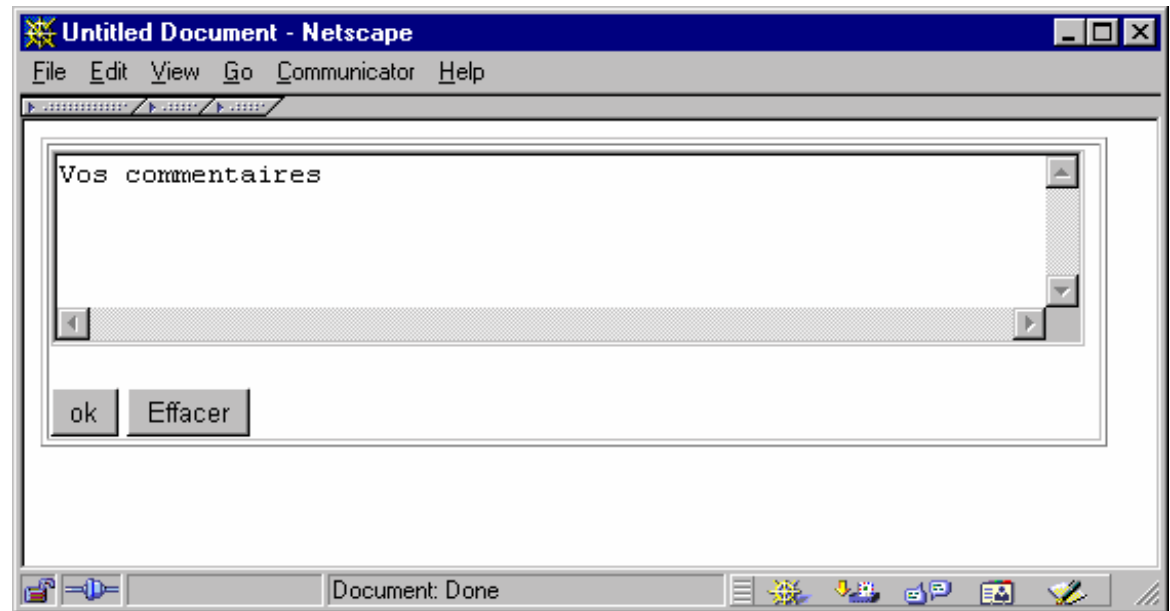 Untitled Document - Netscape
File Edit View Go Communicator Help
Vos commentaires
ok Effacer
Document: Done